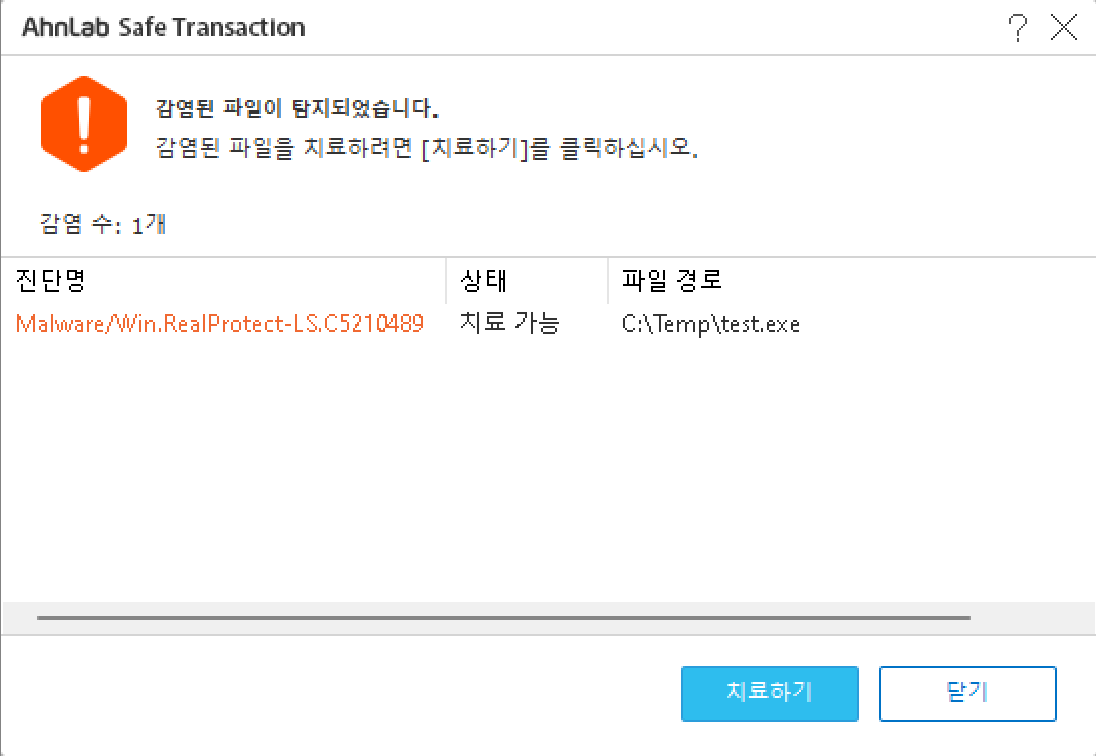 AhnLab Safe Transaction
감염된 파일이 탐지되었습니다.
감염된 파일을 치료하려면 [치료하기]를 클릭하십시오.
감염 수: 1개
진단명 상태 파일 경로
Malware/Win.RealProtect-LS.C5210489 치료 가능 C:\Temp\test.exe
치료하기 닫기